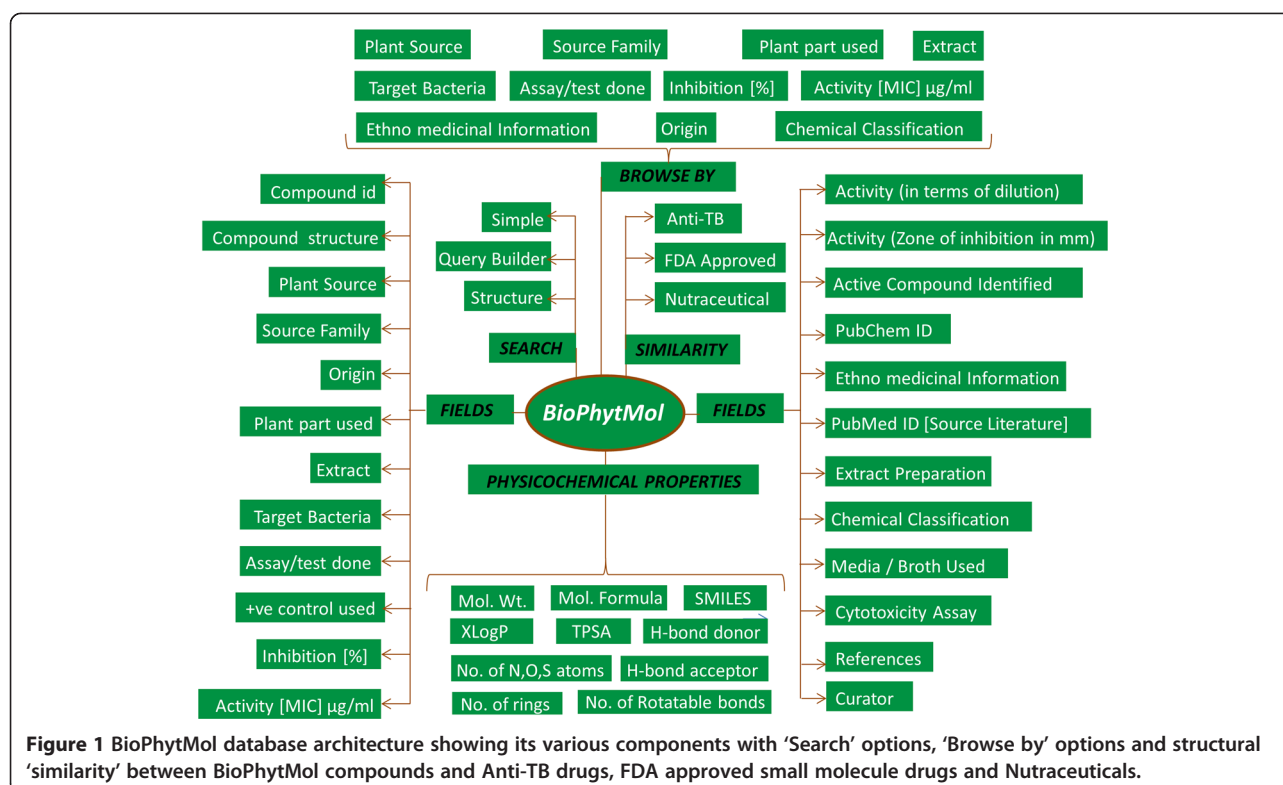 Plant Source
Source Family
Plant part used
Extract
Target Bacteria
Assay/test done
Inhibition [%]
Activity [MIC] µg/ml
Ethno medicinal Information
Origin
Chemical Classification
BROWSE BY
Compound id
Compound structure
Plant Source
Source Family
Origin
Plant part used
Extract
Target Bacteria
Assay/test done
+ve control used
Inhibition [%]
Activity [MIC] µg/ml
FIELDS
Simple
Query Builder
Structure
SEARCH
Anti-TB
FDA Approved
Nutraceutical
SIMILARITY
BioPhytMol
FIELDS
Activity (in terms of dilution)
Activity (Zone of inhibition in mm)
Active Compound Identified
PubChem ID
Ethno medicinal Information
PubMed ID [Source Literature]
Extract Preparation
Chemical Classification
Media / Broth Used
Cytotoxicity Assay
References
Curator
PHYSICOCHEMICAL PROPERTIES
Mol. Wt.
Mol. Formula
SMILES
XLogP
TPSA
H-bond donor
No. of N,O,S atoms
H-bond acceptor
No. of rings
No. of Rotatable bonds
Figure 1 BioPhytMol database architecture showing its various components with ‘Search’ options, ‘Browse by’ options and structural
‘similarity’ between BioPhytMol compounds and Anti-TB drugs, FDA approved small molecule drugs and Nutraceuticals.